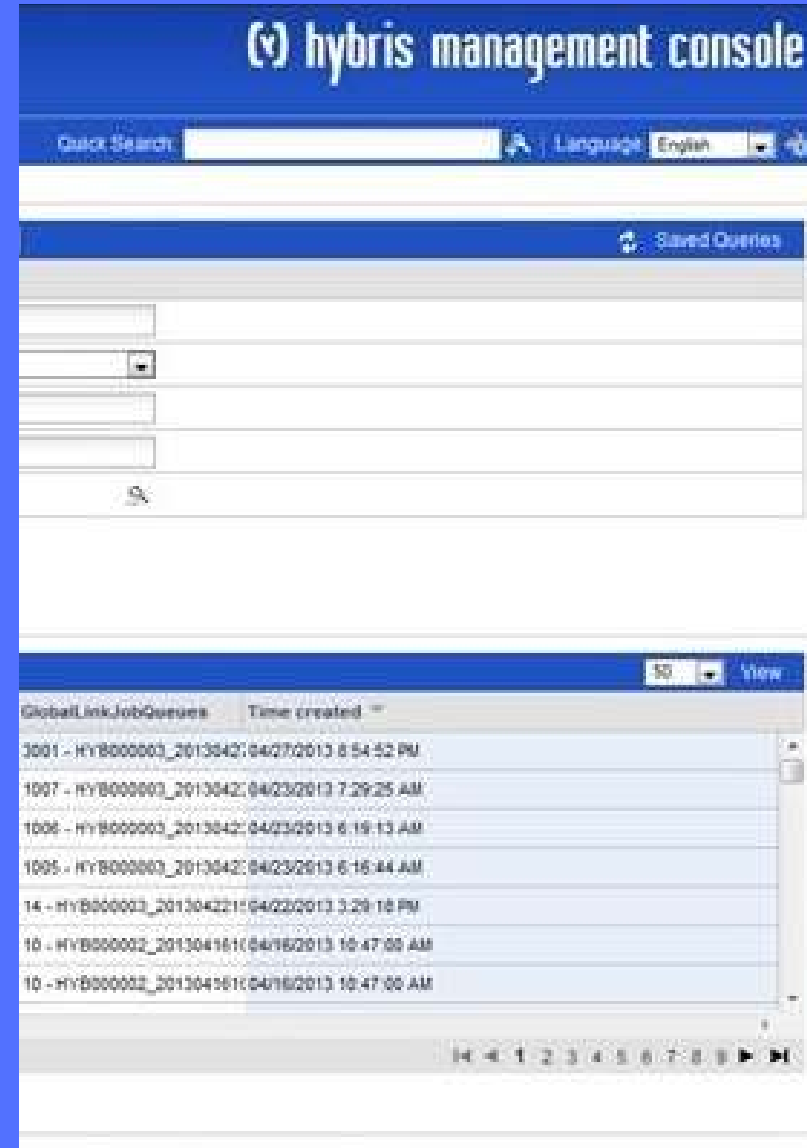 hybris management console
Quick Search Language English
Saved Queries
50 View
GlobalLinkJobQueues Time created
3001 - HYB000003_2013042 04/27/2013 8:54:52 PM
1007 - HYB000003_2013042 04/23/2013 7:29:25 AM
1006 - HYB000003_2013042 04/23/2013 6:19:13 AM
1005 - HYB000003_2013042 04/23/2013 6:16:44 AM
14 - HYB000003_201304221 04/22/2013 3:29:18 PM
10 - HYB000002_201304161 04/16/2013 10:47:00 AM
10 - HYB000002_201304161 04/16/2013 10:47:00 AM
1 2 3 4 5 6 7 8 9